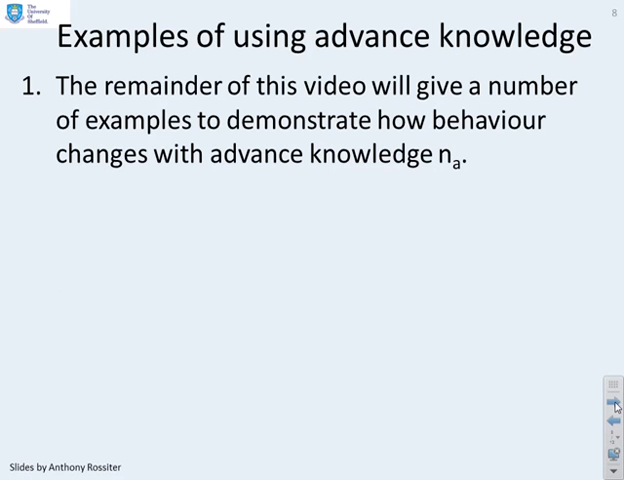 The
University
Of
Sheffield.
8
Examples of using advance knowledge
1. The remainder of this video will give a number
of examples to demonstrate how behaviour
changes with advance knowledge na.
Slides by Anthony Rossiter